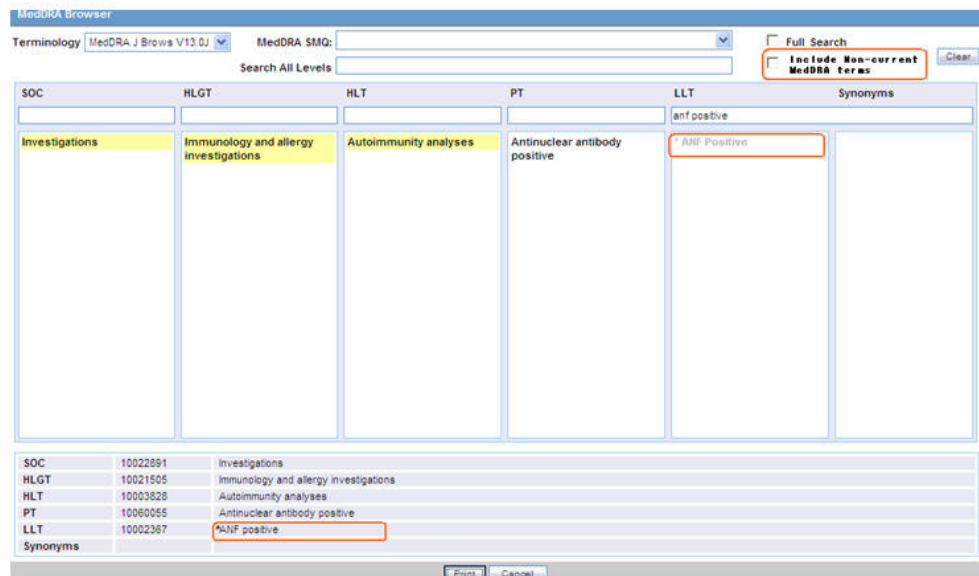 MedDRA Browser
Terminology MedDRA J Brows V13.0J MedDRA SMQ: Full Search
Search All Levels Include Non-current MedDRA terms Clear
SOC HLGT HLT PT LLT Synonyms
anf positive
Investigations Immunology and allergy investigations Autoimmunity analyses Antinuclear antibody positive * ANF Positive
SOC 10022891 Investigations
HLGT 10021505 Immunology and allergy investigations
HLT 10003828 Autoimmunity analyses
PT 10060055 Antinuclear antibody positive
LLT 10002367 *ANF positive
Synonyms
Print Cancel